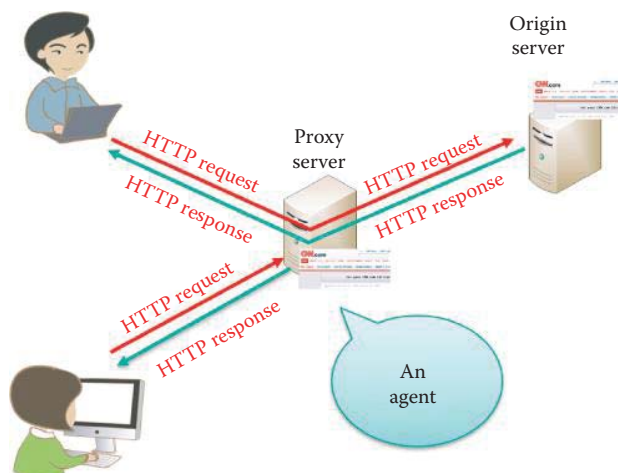 Origin
server
Proxy
server
HTTP request
HTTP response
HTTP request
HTTP response
HTTP request
HTTP response
An
agent